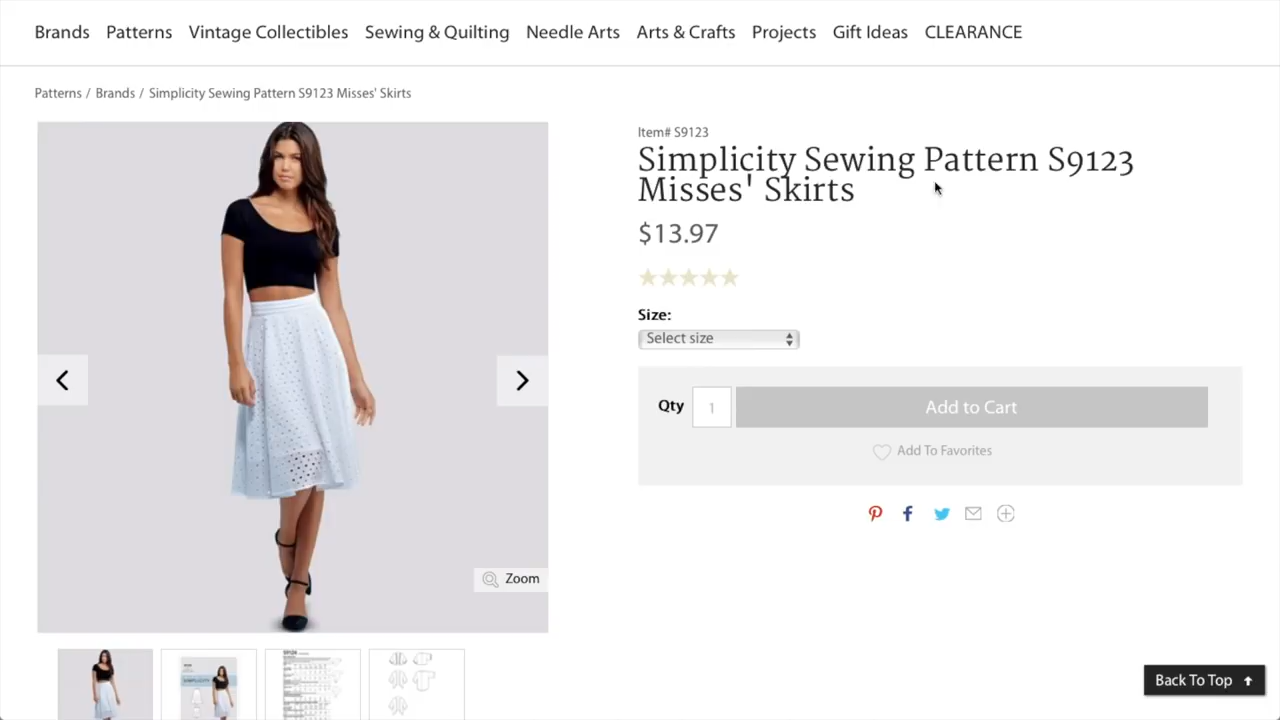 Brands Patterns Vintage Collectibles Sewing & Quilting Needle Arts Arts & Crafts Projects Gift Ideas CLEARANCE
Patterns / Brands / Simplicity Sewing Pattern S9123 Misses' Skirts
Item# S9123
Simplicity Sewing Pattern S9123
Misses' Skirts
$13.97
Size:
Select size
Qty 1 Add to Cart
Add To Favorites
Zoom
SIMPLICITY
Back To Top